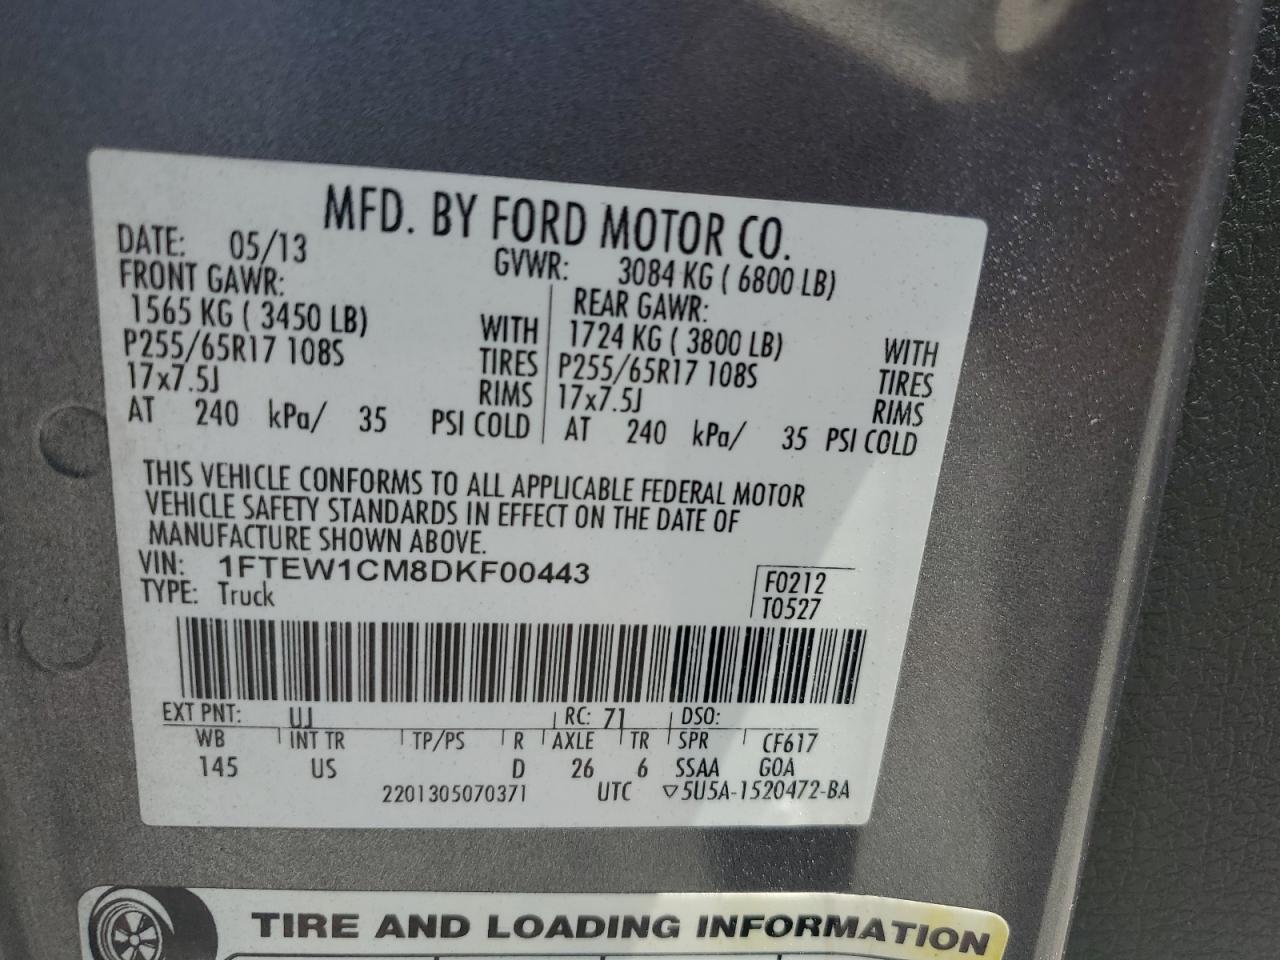 MFD. BY FORD MOTOR CO.
DATE: 05/13 GVWR: 3084 KG ( 6800 LB)
FRONT GAWR: REAR GAWR:
1565 KG ( 3450 LB) WITH 1724 KG ( 3800 LB) WITH
P255/65R17 108S TIRES P255/65R17 108S TIRES
17x7.5J RIMS 17x7.5J RIMS
AT 240 kPa/ 35 PSI COLD AT 240 kPa/ 35 PSI COLD
THIS VEHICLE CONFORMS TO ALL APPLICABLE FEDERAL MOTOR
VEHICLE SAFETY STANDARDS IN EFFECT ON THE DATE OF
MANUFACTURE SHOWN ABOVE.
VIN: 1FTEW1CM8DKF00443 F0212
TYPE: Truck T0527
EXT PNT: UJ RC: 71 DSO:
WB INT TR TP/PS R AXLE TR SPR CF617
145 US D 26 6 SSAA GOA
2201305070371 UTC ▽5U5A-1520472-BA
TIRE AND LOADING INFORMATION